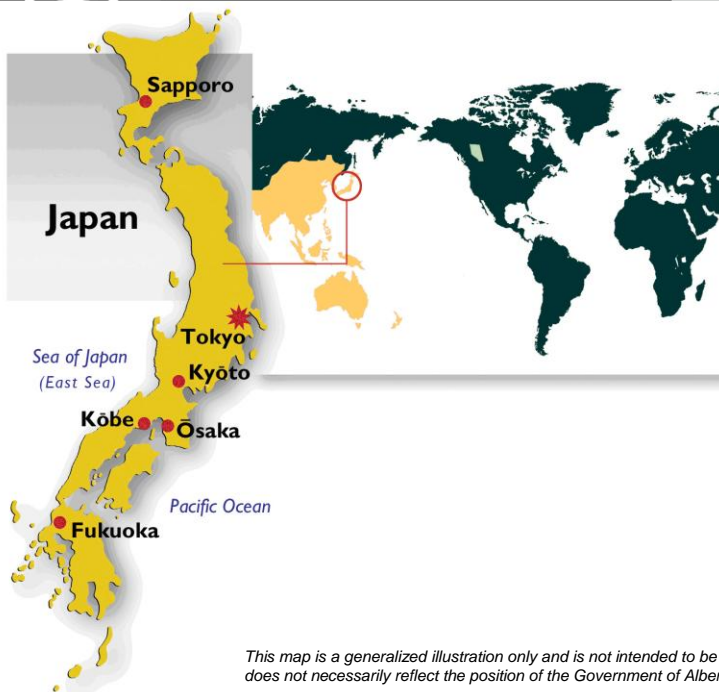 Sapporo
Japan
Tokyo
Sea of Japan
(East Sea)
Kyōto
Kōbe
Ōsaka
Pacific Ocean
Fukuoka
This map is a generalized illustration only and is not intended to be
does not necessarily reflect the position of the Government of Alber